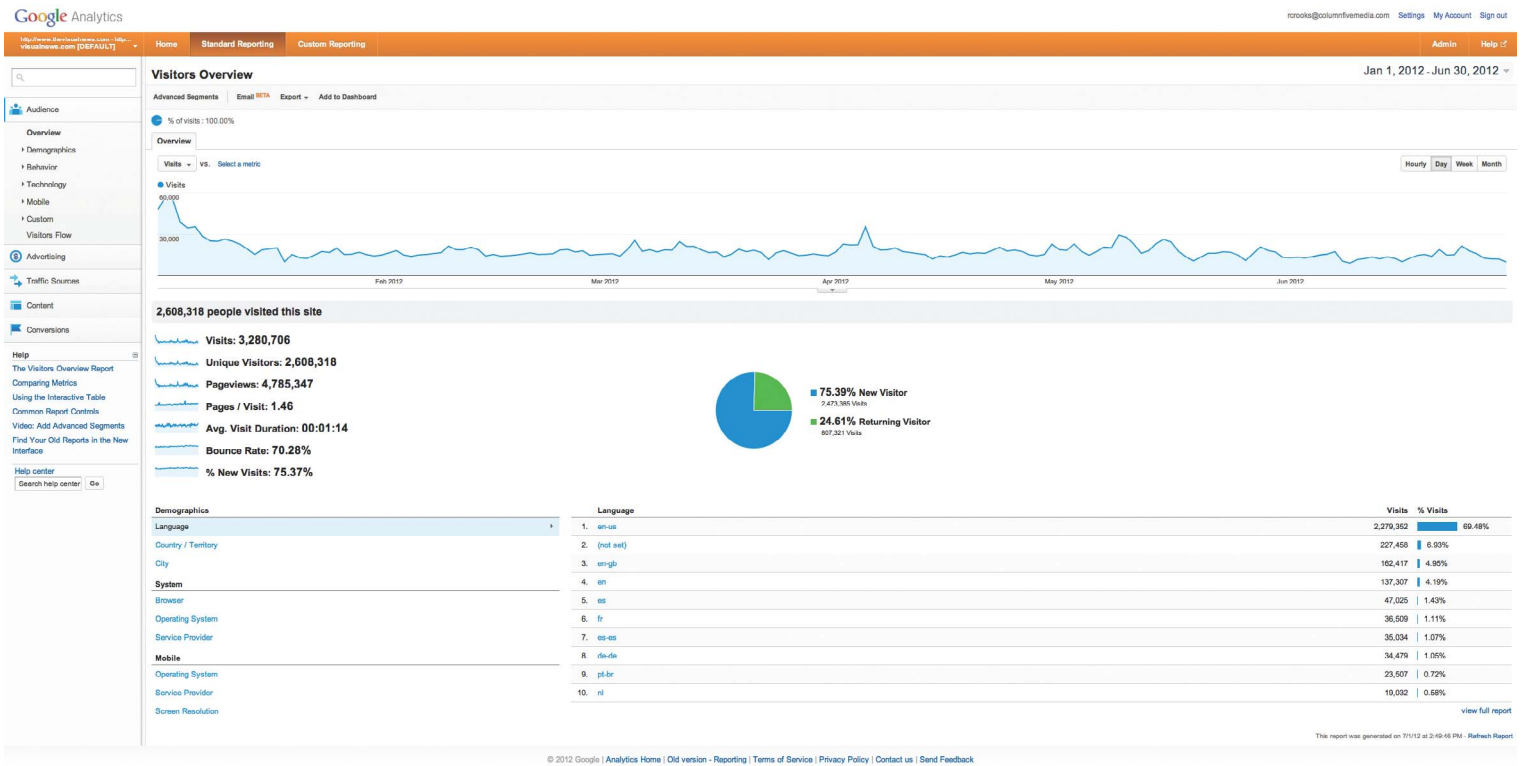 Google Analytics
rcrooks@columnfivemedia.com Settings My Account Sign out
http://www.thevisualnews.com - http...
visualnews.com [DEFAULT]
Home Standard Reporting Custom Reporting
Admin Help
Visitors Overview
Jan 1, 2012 - Jun 30, 2012
Advanced Segments Email BETA Export Add to Dashboard
% of visits : 100.00%
Overview
Visits VS. Select a metric
Hourly Day Week Month
Visits
60,000
30,000
Feb 2012 Mar 2012 Apr 2012 May 2012 Jun 2012
Audience
Overview
Demographics
Behavior
Technology
Mobile
Custom
Visitors Flow
Advertising
Traffic Sources
Content
Conversions
Help
The Visitors Overview Report
Comparing Metrics
Using the Interactive Table
Common Report Controls
Video: Add Advanced Segments
Find Your Old Reports in the New
Interface
Help center
Search help center Go
2,608,318 people visited this site
Visits: 3,280,706
Unique Visitors: 2,608,318
Pageviews: 4,785,347
Pages / Visit: 1.46
Avg. Visit Duration: 00:01:14
Bounce Rate: 70.28%
% New Visits: 75.37%
75.39% New Visitor
2,473,385 Visits
24.61% Returning Visitor
807,321 Visits
Demographics
Language
Country / Territory
City
System
Browser
Operating System
Service Provider
Mobile
Operating System
Service Provider
Screen Resolution
Language Visits % Visits
1. en-us 2,279,352 69.48%
2. (not set) 227,458 6.93%
3. en-gb 162,417 4.95%
4. en 137,307 4.19%
5. es 47,025 1.43%
6. fr 36,509 1.11%
7. es-es 35,034 1.07%
8. de-de 34,479 1.05%
9. pt-br 23,507 0.72%
10. nl 19,032 0.58%
view full report
This report was generated on 7/1/12 at 2:49:46 PM - Refresh Report
© 2012 Google | Analytics Home | Old version - Reporting | Terms of Service | Privacy Policy | Contact us | Send Feedback